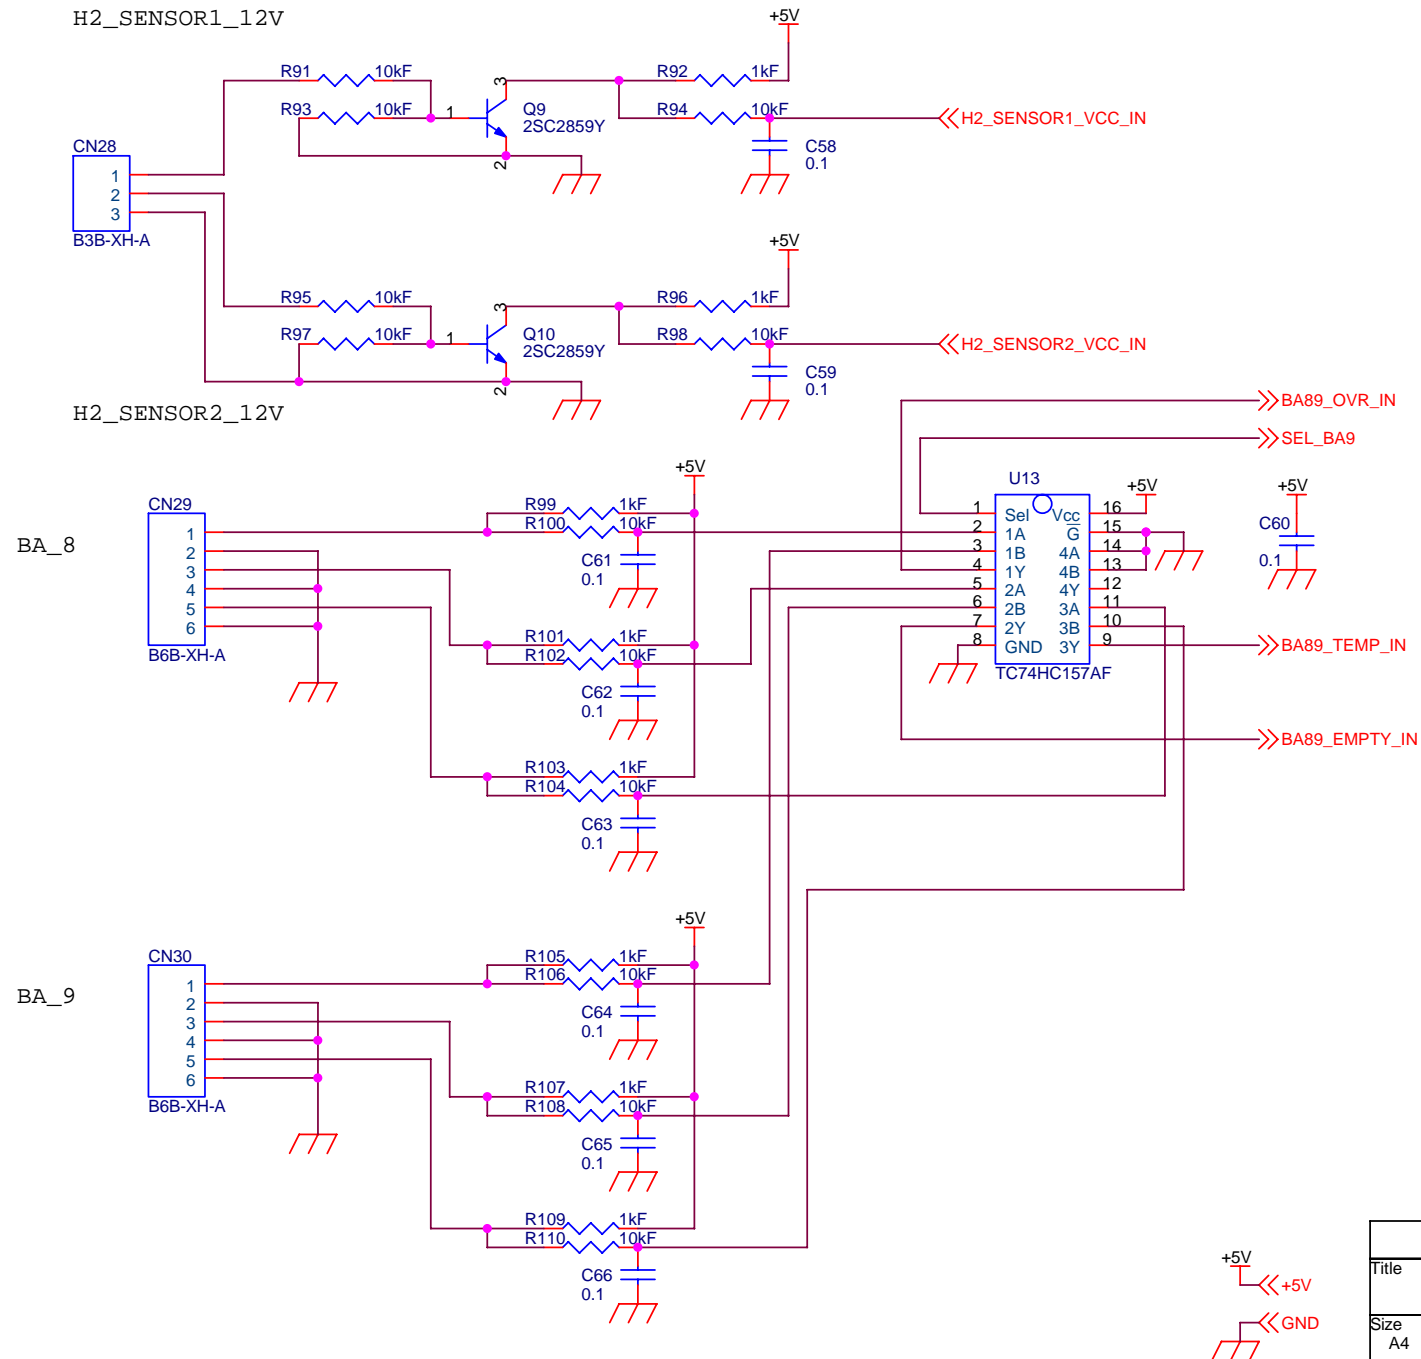 H2_SENSOR1_12V
+5V
R91 10kF
R92 1kF
R93 10kF
1
3
Q9
2SC2859Y
2
R94 10kF
H2_SENSOR1_VCC_IN
C58
0.1
CN28
1
2
3
B3B-XH-A
+5V
R95 10kF
R96 1kF
R97 10kF
1
3
Q10
2SC2859Y
2
R98 10kF
H2_SENSOR2_VCC_IN
C59
0.1
H2_SENSOR2_12V
BA89_OVR_IN
SEL_BA9
+5V
BA_8
CN29
1
2
3
4
5
6
B6B-XH-A
R99 1kF
R100 10kF
C61
0.1
R101 1kF
R102 10kF
C62
0.1
R103 1kF
R104 10kF
C63
0.1
U13
+5V
1 Sel Vcc 16
2 1A G 15
3 1B 4A 14
4 1Y 4B 13
5 2A 4Y 12
6 2B 3A 11
7 2Y 3B 10
8 GND 3Y 9
TC74HC157AF
+5V
C60
0.1
BA89_TEMP_IN
BA89_EMPTY_IN
+5V
BA_9
CN30
1
2
3
4
5
6
B6B-XH-A
R105 1kF
R106 10kF
C64
0.1
R107 1kF
R108 10kF
C65
0.1
R109 1kF
R110 10kF
C66
0.1
+5V
+5V
GND
Title
Size
A4